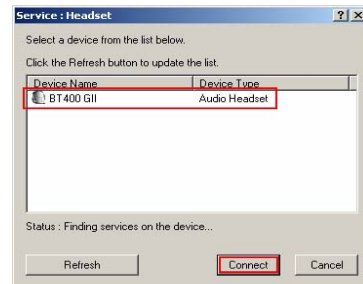 Service : Headset
Select a device from the list below.
Click the Refresh button to update the list.
Device Name Device Type
BT400 GII Audio Headset
Status : Finding services on the device...
Refresh Connect Cancel